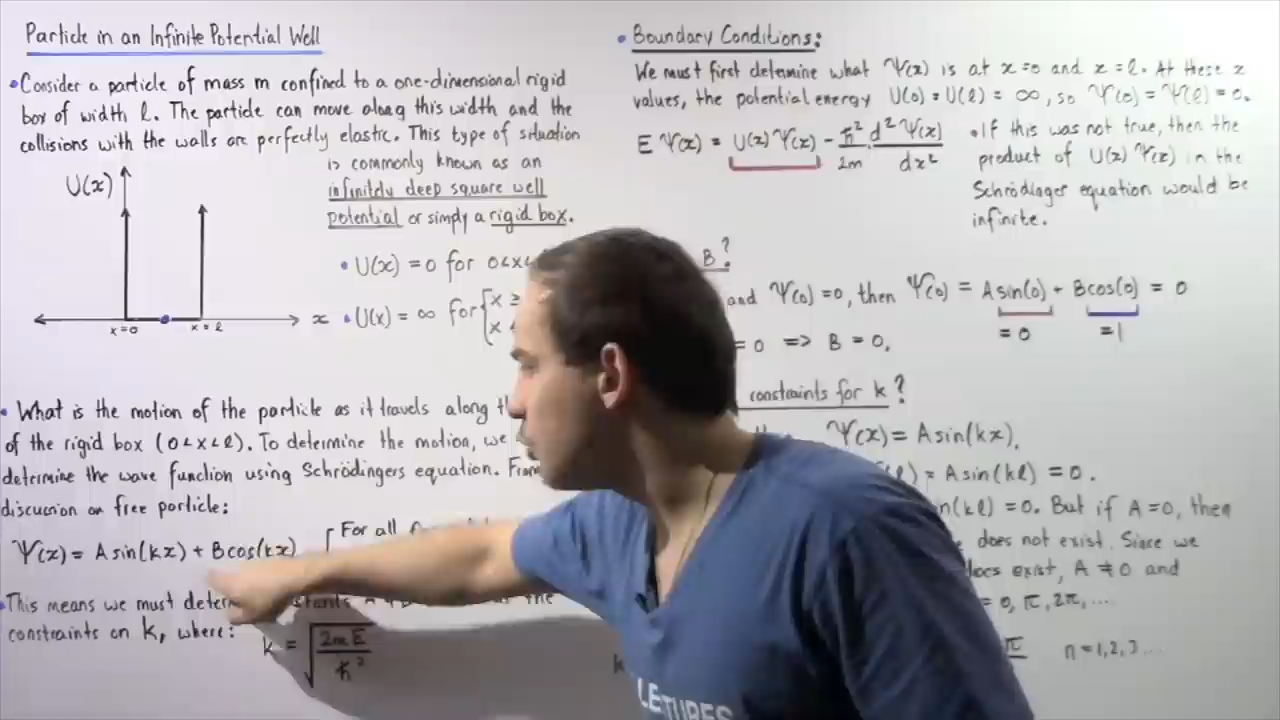 Particle in an Infinite Potential Well
• Consider a particle of mass m confined to a one-dimensional rigid
box of width l. The particle can move along this width and the
collisions with the walls are perfectly elastic. This type of situation
is commonly known as an
infinitely deep square well
potential or simply a rigid box.
U(x)
x=0
x=l
x
• U(x) = 0 for 0<x<
• U(x) = ∞ for { x ≥
x
• What is the motion of the particle as it travels along
of the rigid box (0<x<l). To determine the motion, we
determine the wave function using Schrödingers equation. From
discussion on free particle:
Ψ(x) = A sin(kx) + B cos(kx)
For all
• This means we must
constraints on k, where:
k = √(2mE/ħ²)
• Boundary Conditions:
We must first determine what Ψ(x) is at x=0 and x=l. At these x
values, the potential energy U(0) = U(l) = ∞, so Ψ(0) = Ψ(l) = 0.
E Ψ(x) = U(x) Ψ(x) - ħ²/2m d²Ψ(x)/dx²
• If this was not true, then the
product of U(x) Ψ(x) in the
Schrödinger equation would be
infinite.
B?
and Ψ(0) = 0, then Ψ(0) = A sin(0) + B cos(0) = 0
= 0 =1
= 0 => B = 0.
constraints for k?
Ψ(x) = A sin(kx).
= A sin(kl) = 0.
(kl) = 0. But if A=0, then
does not exist. Since we
does exist, A ≠ 0 and
= 0, π, 2π, ...
π n=1,2,3...
LECTURES